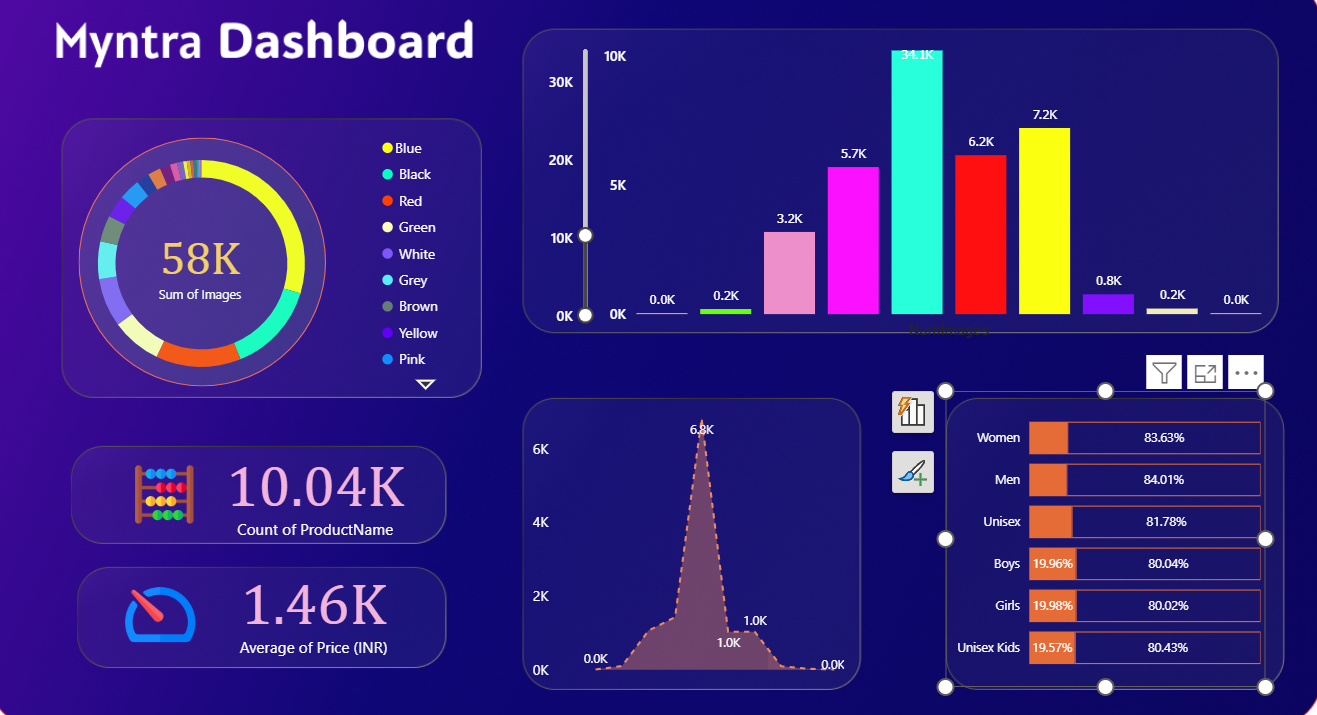 Myntra Dashboard
Blue
Black
Red
Green
White
Grey
Brown
Yellow
Pink
58K
Sum of Images
10.04K
Count of ProductName
1.46K
Average of Price (INR)
30K
20K
10K
0K
10K
5K
0K
0.0K
0.2K
3.2K
5.7K
34.1K
6.2K
7.2K
0.8K
0.2K
0.0K
NumImages
6K
4K
2K
0K
0.0K
6.8K
1.0K
1.0K
0.0K
Women 83.63%
Men 84.01%
Unisex 81.78%
Boys 19.96% 80.04%
Girls 19.98% 80.02%
Unisex Kids 19.57% 80.43%